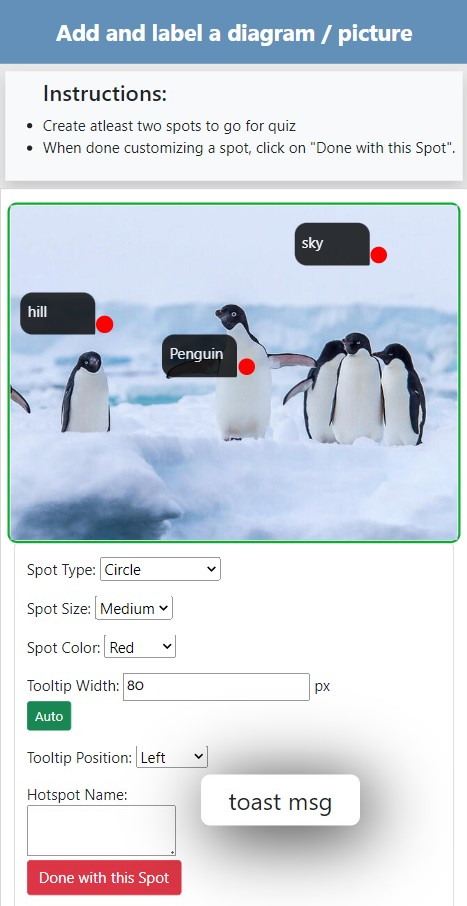 Add and label a diagram / picture
Instructions:
Create atleast two spots to go for quiz
When done customizing a spot, click on "Done with this Spot".
sky
hill
Penguin
Spot Type: Circle
Spot Size: Medium
Spot Color: Red
Tooltip Width: 80 px
Auto
Tooltip Position: Left
Hotspot Name:
toast msg
Done with this Spot